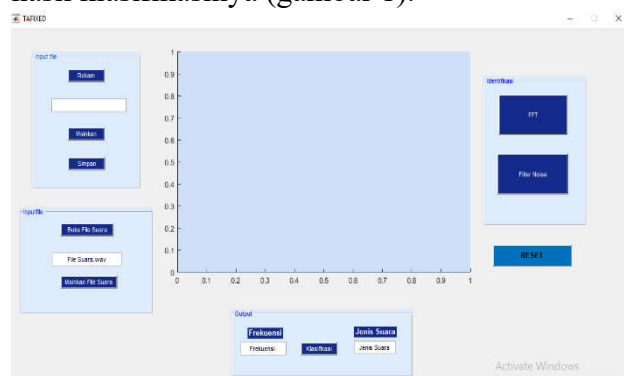 hasil klasifikasinya (gambar 1).
TAFIXED
Input file
Rekam
Mainkan
Simpan
Inputfile
Buka File Suara
File Suara.wav
Mainkan File Suara
1
0.9
0.8
0.7
0.6
0.5
0.4
0.3
0.2
0.1
0
0 0.1 0.2 0.3 0.4 0.5 0.6 0.7 0.8 0.9 1
Identifikasi
FFT
Filter Noise
RESET
Output
Frekuensi
Jenis Suara
Frekuensi
Klasifikasi
Jenis Suara
Activate Windows